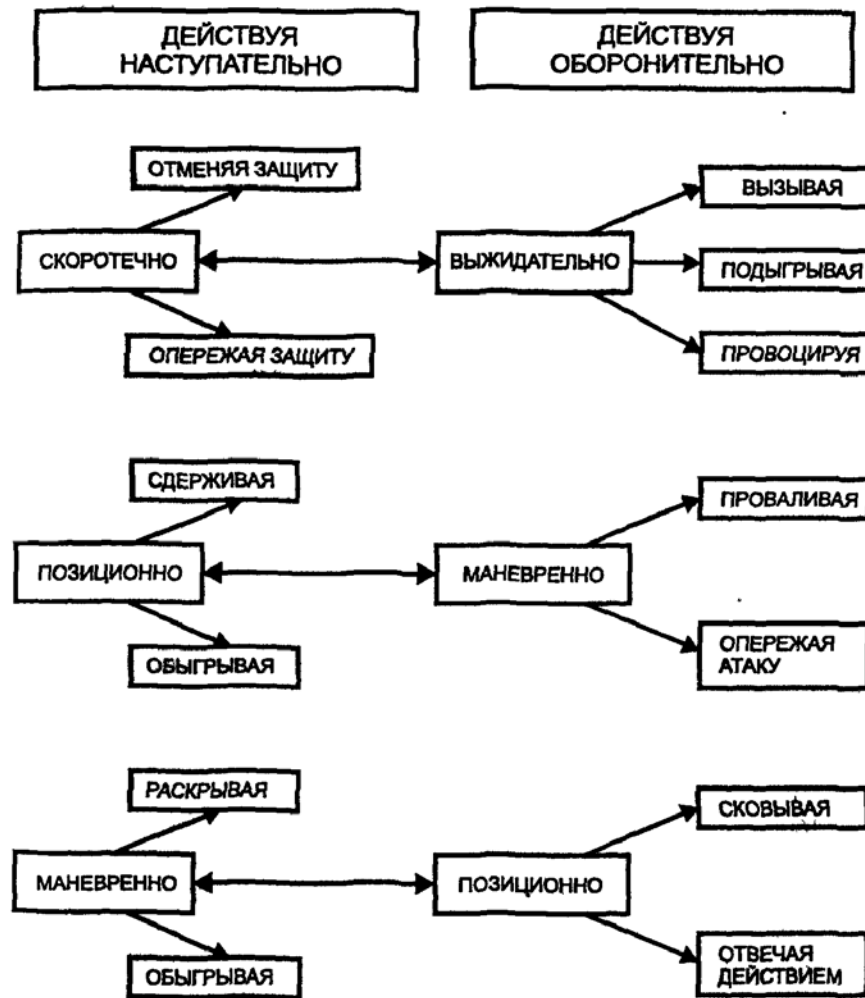 ДЕЙСТВУЯ
НАСТУПАТЕЛЬНО
ДЕЙСТВУЯ
ОБОРОНИТЕЛЬНО
ОТМЕНЯЯ ЗАЩИТУ
ВЫЗЫВАЯ
СКОРОТЕЧНО
ВЫЖИДАТЕЛЬНО
ПОДЫГРЫВАЯ
ОПЕРЕЖАЯ ЗАЩИТУ
ПРОВОЦИРУЯ
СДЕРЖИВАЯ
ПРОВАЛИВАЯ
ПОЗИЦИОННО
МАНЕВРЕННО
ОБЫГРЫВАЯ
ОПЕРЕЖАЯ
АТАКУ
РАСКРЫВАЯ
СКОВЫВАЯ
МАНЕВРЕННО
ПОЗИЦИОННО
ОБЫГРЫВАЯ
ОТВЕЧАЯ
ДЕЙСТВИЕМ